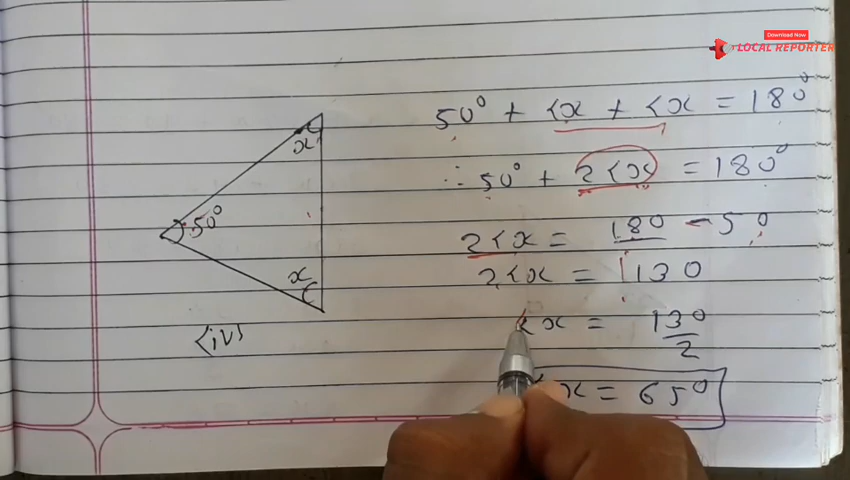 Download Now
LOCAL REPORTER
50° + <x + <x = 180°
∴ 50° + 2<x = 180°
2<x = 180 - 50
2<x = 130
<x = 130/2
x = 65°
x
50°
x
<iv>